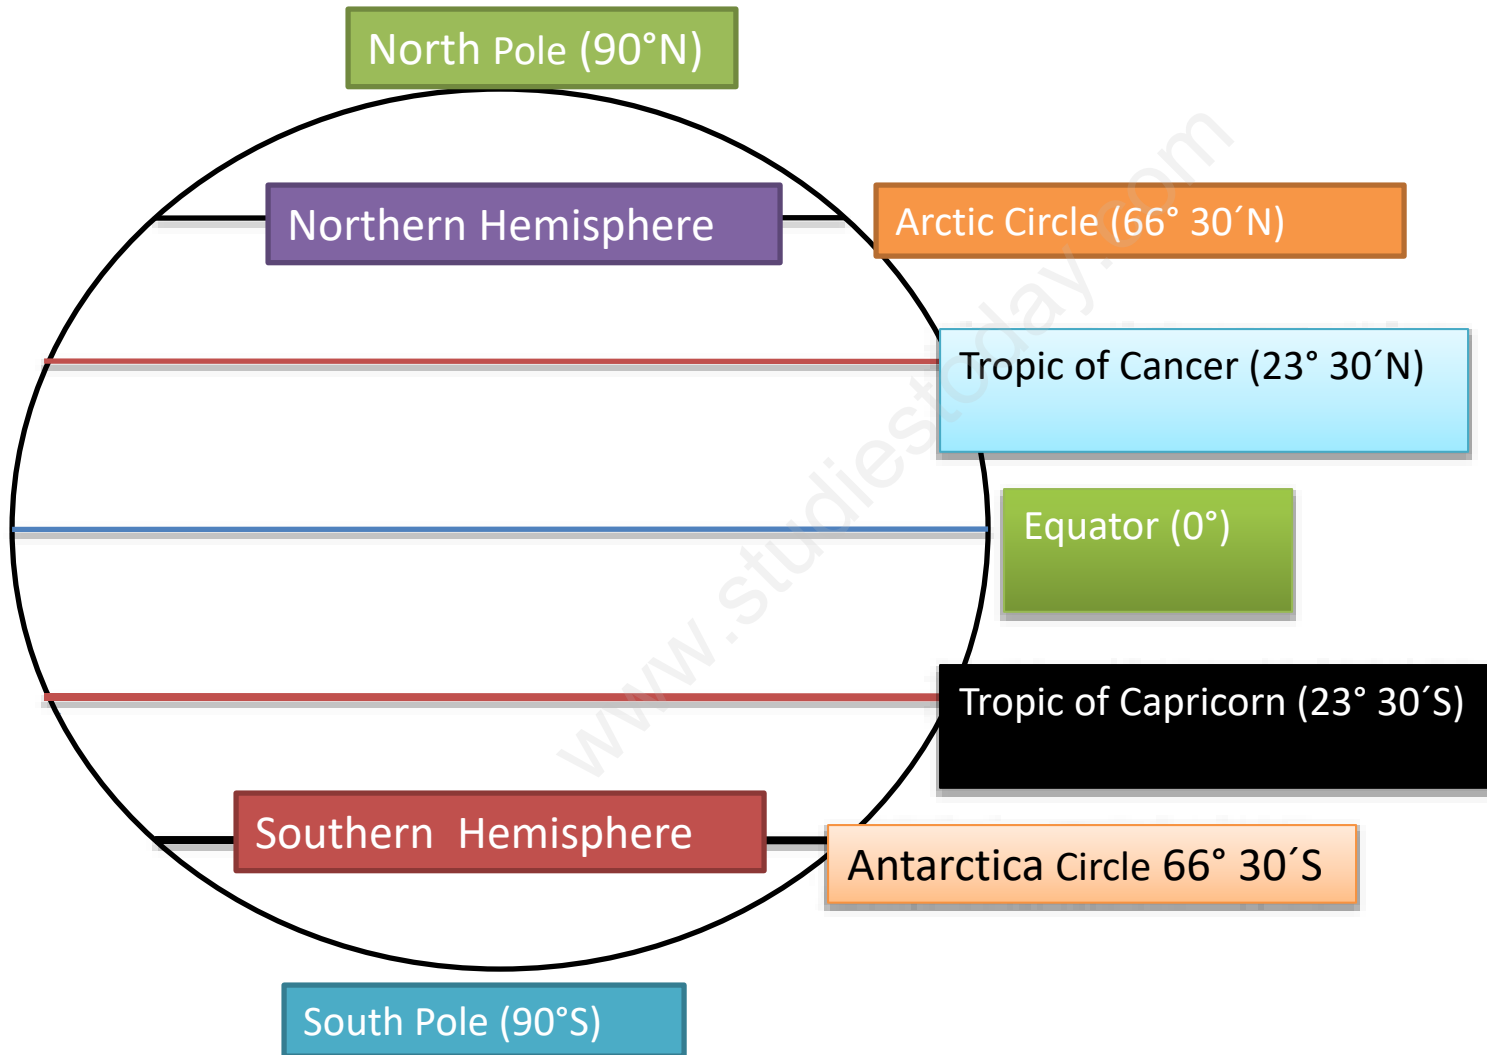 North Pole (90°N)
Northern Hemisphere
Arctic Circle (66° 30´N)
Tropic of Cancer (23° 30´N)
Equator (0°)
Tropic of Capricorn (23° 30´S)
Southern Hemisphere
Antarctica Circle 66° 30´S
South Pole (90°S)
www.studiestoday.com